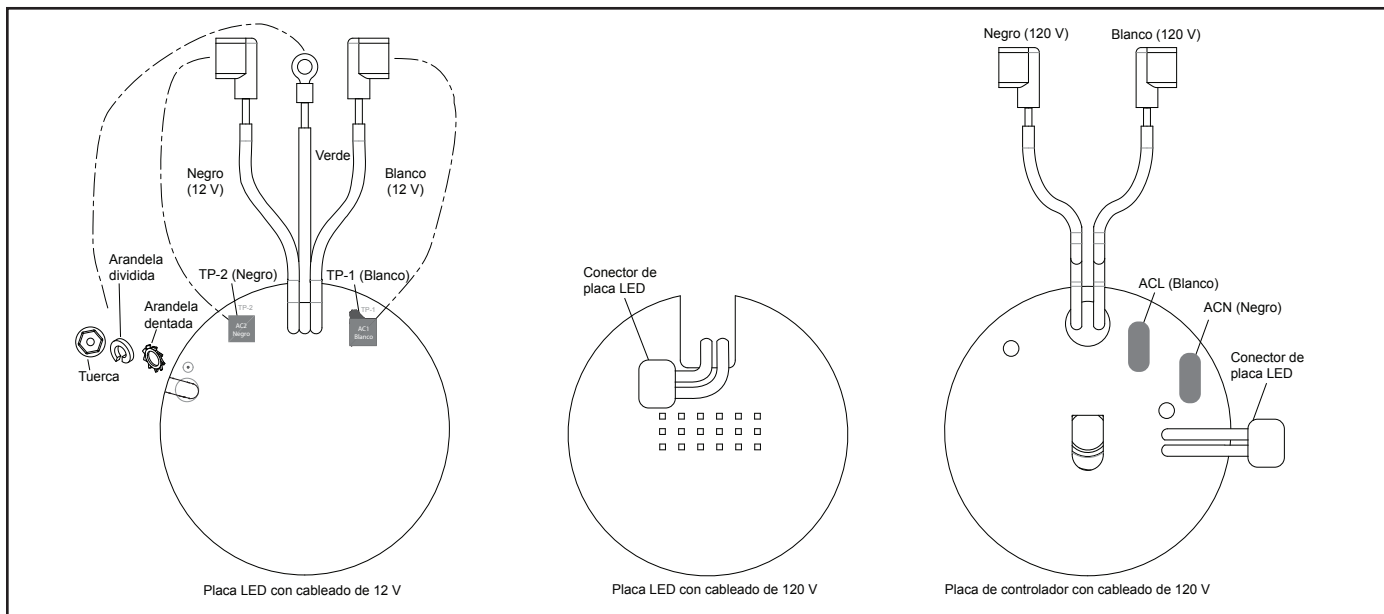 Negro (120 V)
Blanco (120 V)
Verde
Negro
(12 V)
Blanco
(12 V)
Arandela
dividida
TP-2 (Negro)
TP-1 (Blanco)
Arandela
dentada
TP-2
TP-1
AC2
Negro
AC1
Blanco
Tuerca
Conector de
placa LED
ACL (Blanco)
ACN (Negro)
Conector de
placa LED
Placa LED con cableado de 12 V
Placa LED con cableado de 120 V
Placa de controlador con cableado de 120 V